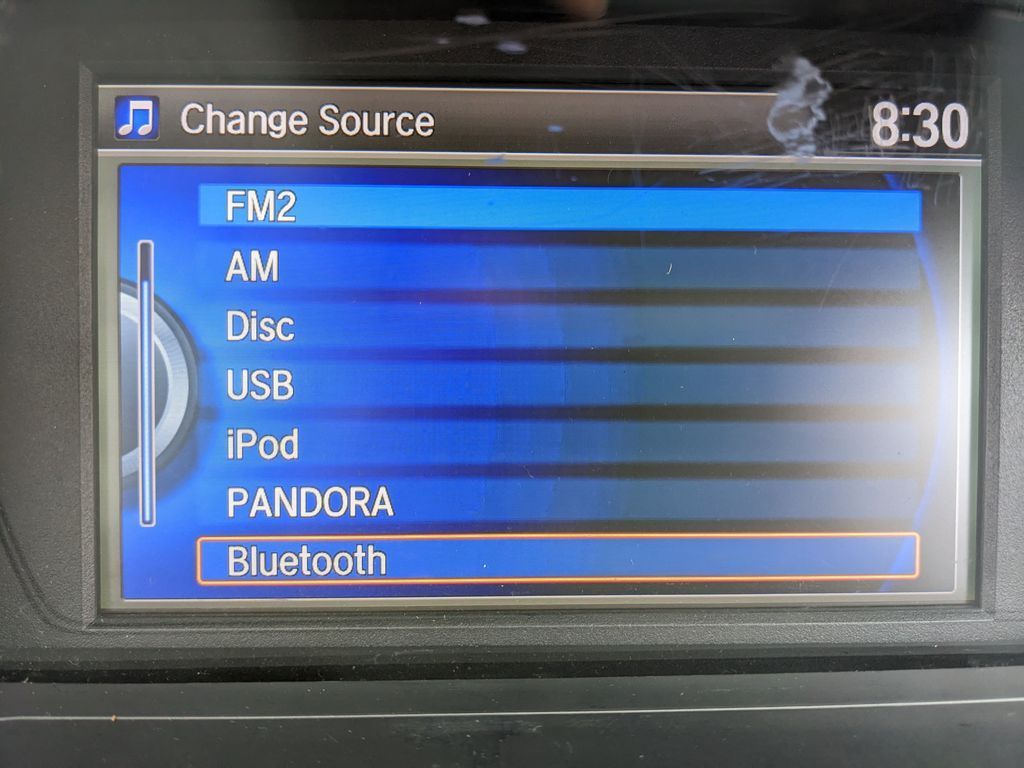 Change Source
8:30
FM2
AM
Disc
USB
iPod
PANDORA
Bluetooth